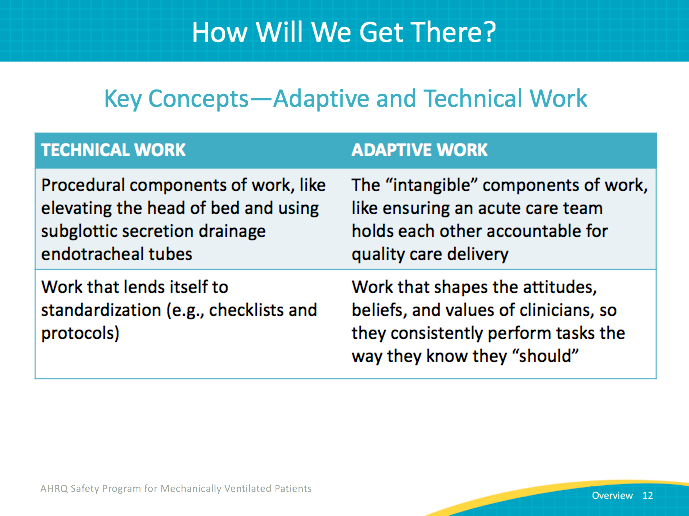 How Will We Get There?
Key Concepts—Adaptive and Technical Work
TECHNICAL WORK
ADAPTIVE WORK
Procedural components of work, like
elevating the head of bed and using
subglottic secretion drainage
endotracheal tubes
The “intangible” components of work,
like ensuring an acute care team
holds each other accountable for
quality care delivery
Work that lends itself to
standardization (e.g., checklists and
protocols)
Work that shapes the attitudes,
beliefs, and values of clinicians, so
they consistently perform tasks the
way they know they “should”
AHRQ Safety Program for Mechanically Ventilated Patients
Overview 12